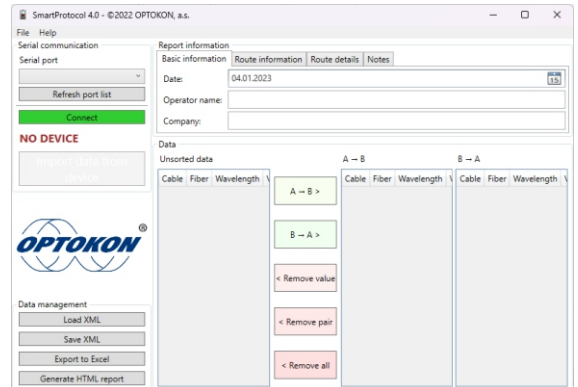 SmartProtocol 4.0 - ©2022 OPTOKON, a.s.
File Help
Serial communication
Serial port
Refresh port list
Connect
NO DEVICE
Import data from
device
OPTOKON®
Data management
Load XML
Save XML
Export to Excel
Generate HTML report
Report information
Basic information Route information Route details Notes
Date: 04.01.2023 15
Operator name:
Company:
Data
Unsorted data
Cable Fiber Wavelength
A → B >
B → A >
< Remove value
< Remove pair
< Remove all
A → B
Cable Fiber Wavelength
B → A
Cable Fiber Wavelength